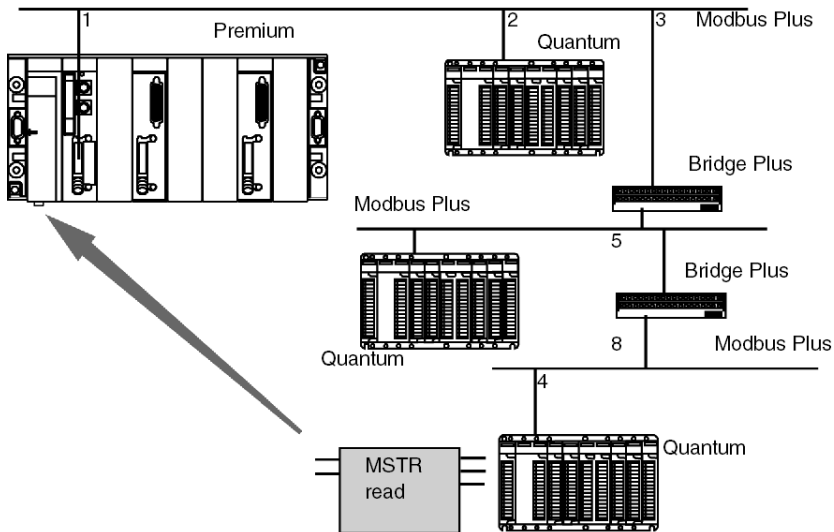 1
Premium
2
Quantum
3
Modbus Plus
Bridge Plus
Modbus Plus
5
Bridge Plus
Quantum
8
Modbus Plus
4
MSTR
read
Quantum